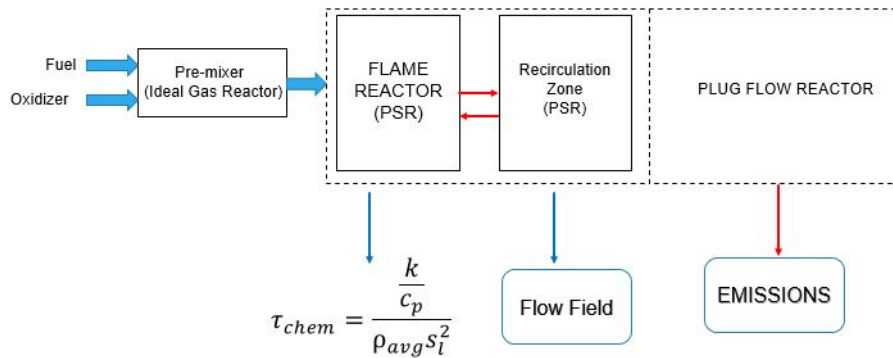 Fuel
Oxidizer
Pre-mixer
(Ideal Gas Reactor)
FLAME
REACTOR
(PSR)
Recirculation
Zone
(PSR)
PLUG FLOW REACTOR
τ_chem = (k / c_p) / (ρ_avg s_l^2)
Flow Field
EMISSIONS